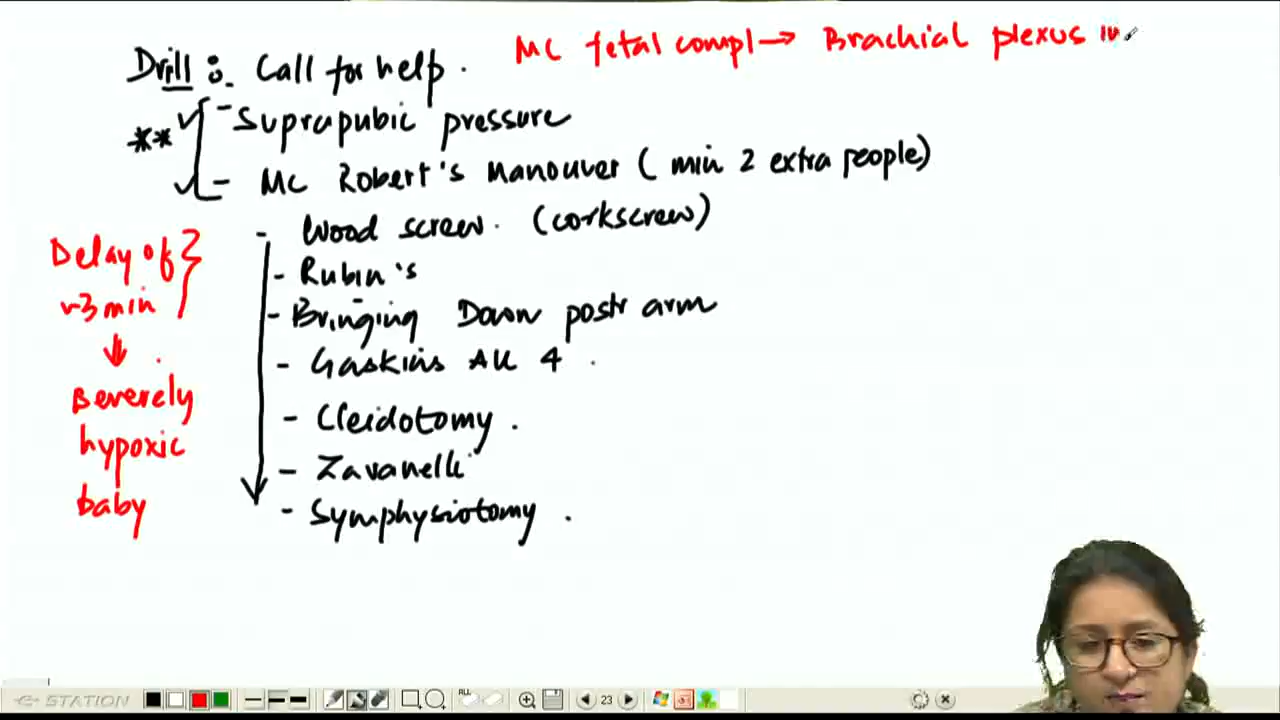 Drill :- Call for help.
MC fetal compl → Brachial plexus
** - Suprapubic pressure
- Mc Robert's Manouver (min 2 extra people)
- Wood screw. (corkscrew)
- Rubin's
- Bringing Down postr arm
- Gaskins All 4.
- Cleidotomy.
- Zavanelli
- Symphysiotomy.
Delay of
~3 min
↓
Severely
hypoxic
baby
STATION
ALL
23